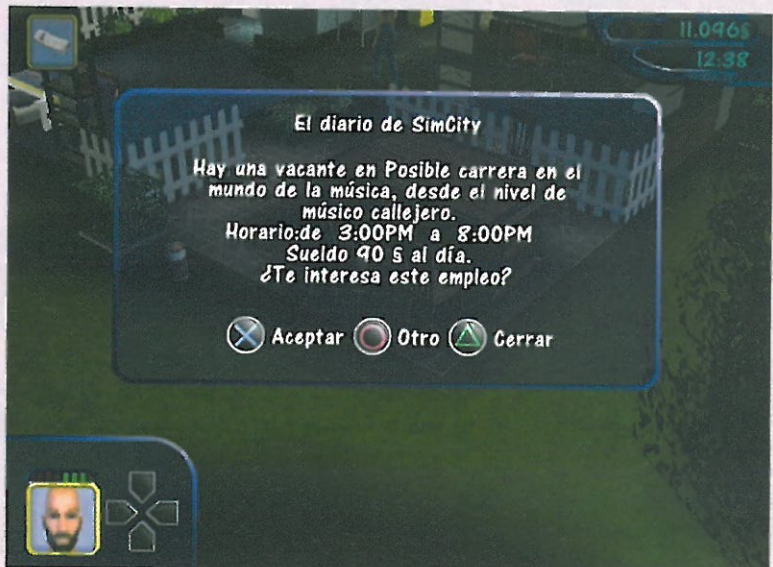 11.096§
12:38
El diario de SimCity
Hay una vacante en Posible carrera en el
mundo de la música, desde el nivel de
músico callejero.
Horario:de 3:00PM a 8:00PM
Sueldo 90 § al día.
¿Te interesa este empleo?
Aceptar Otro Cerrar